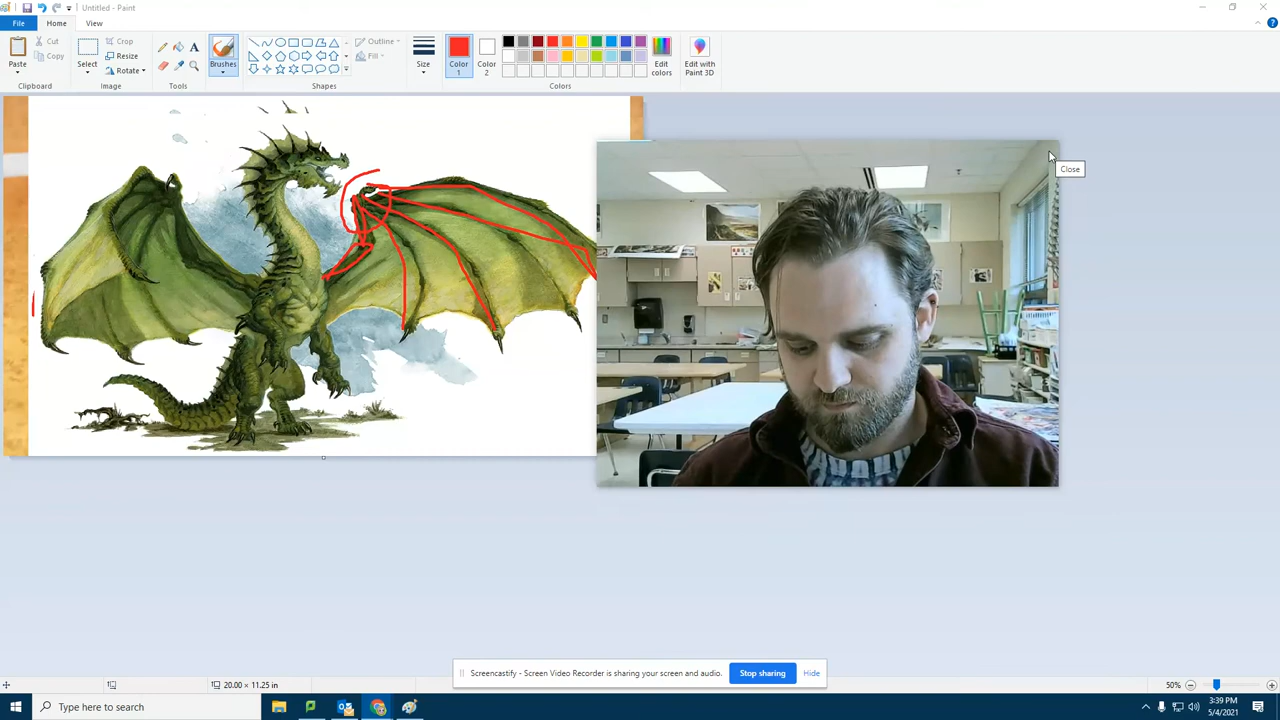 Untitled - Paint
File
Home
View
Paste
Cut
Copy
Clipboard
Select
Crop
Resize
Rotate
Image
A
Tools
Brushes
Outline
Fill
Shapes
Size
Color
1
Color
2
Edit
colors
Colors
Edit with
Paint 3D
Close
Screencastify - Screen Video Recorder is sharing your screen and audio.
Stop sharing
Hide
20.00 × 11.25 in
50%
Type here to search
3:39 PM
5/4/2021